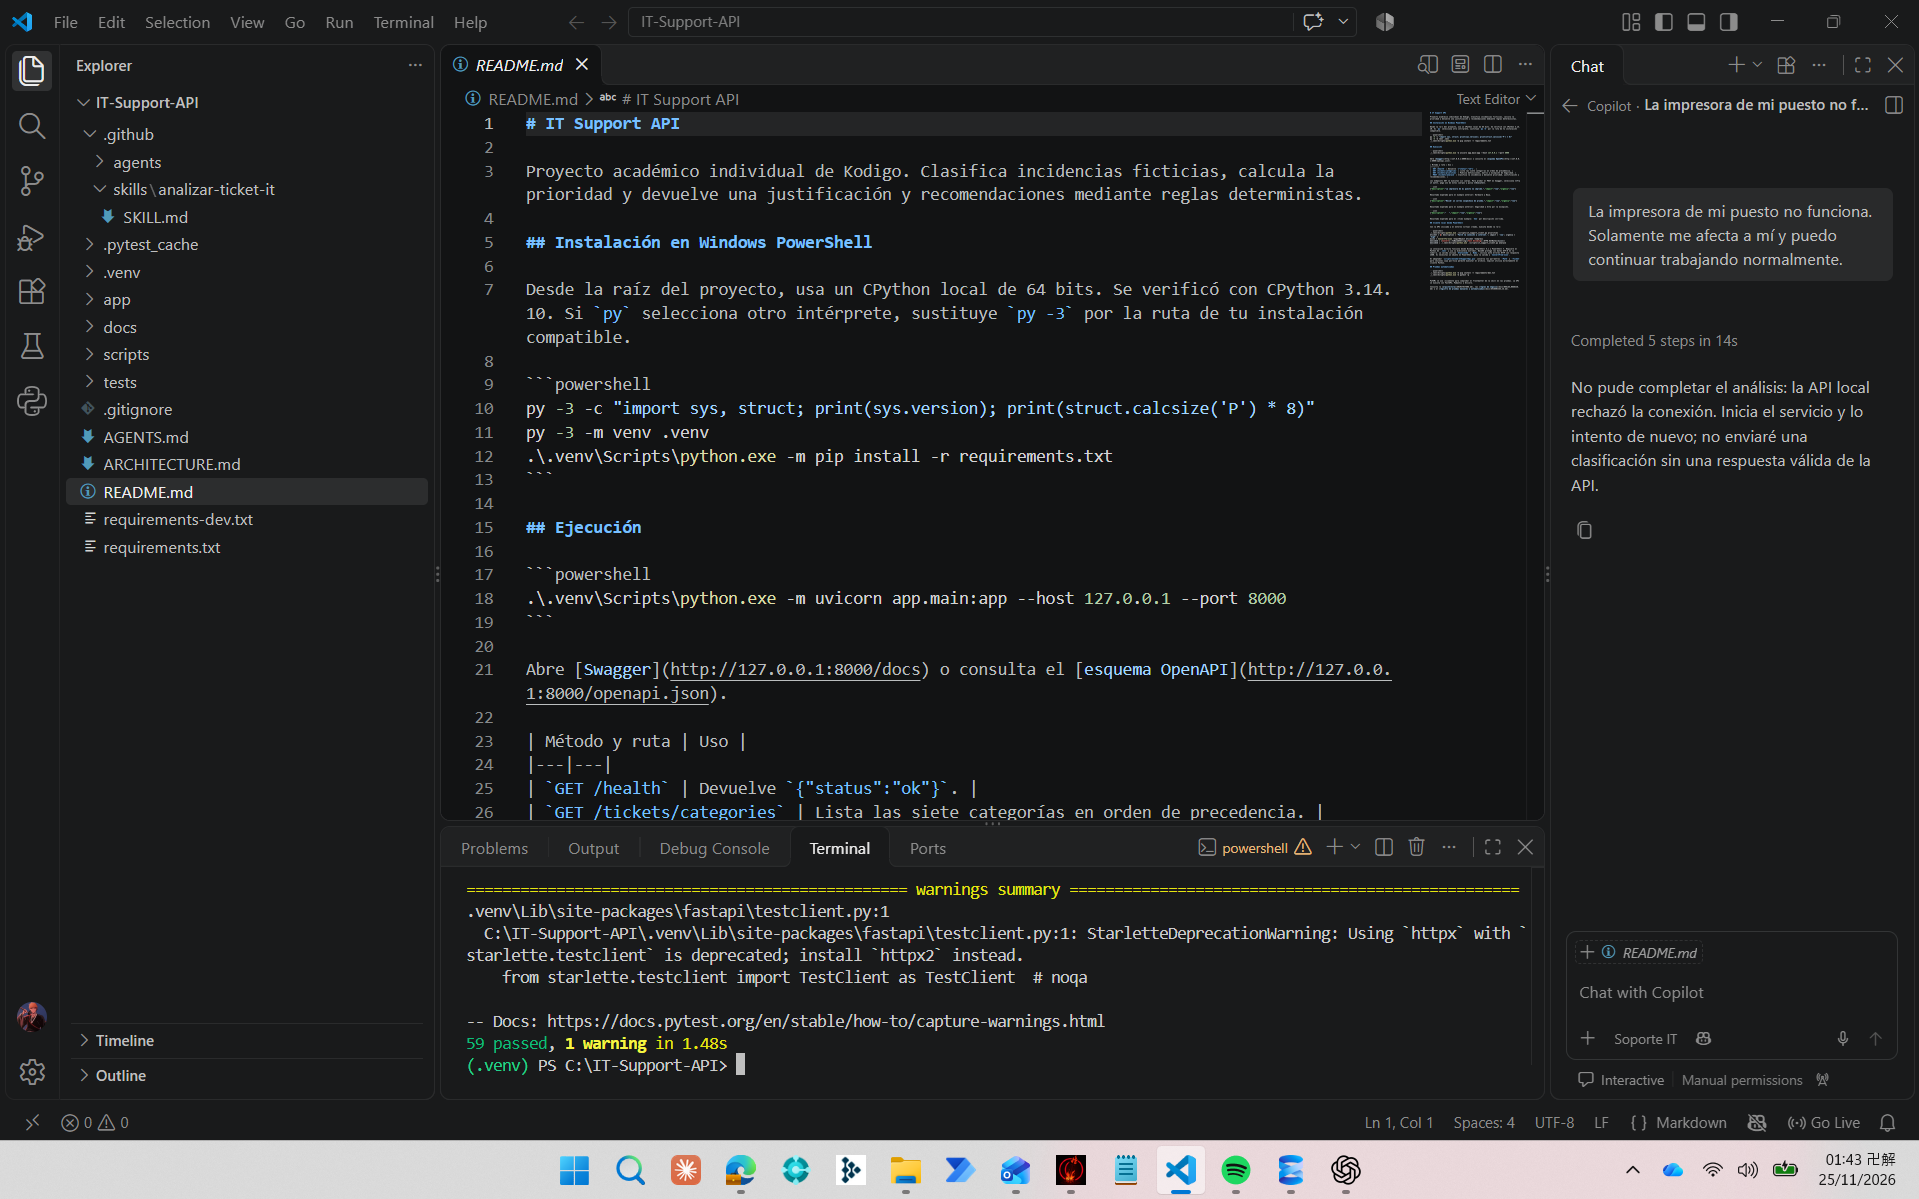 File Edit Selection View Go Run Terminal Help
IT-Support-API
Explorer
IT-Support-API
.github
agents
skills\analizar-ticket-it
SKILL.md
.pytest_cache
.venv
app
docs
scripts
tests
.gitignore
AGENTS.md
ARCHITECTURE.md
README.md
requirements-dev.txt
requirements.txt
Timeline
Outline
README.md
README.md > abc # IT Support API
Text Editor
1 # IT Support API
2
3 Proyecto académico individual de Kodigo. Clasifica incidencias ficticias, calcula la
prioridad y devuelve una justificación y recomendaciones mediante reglas deterministas.
4
5 ## Instalación en Windows PowerShell
6
7 Desde la raíz del proyecto, usa un CPython local de 64 bits. Se verificó con CPython 3.14.
10. Si `py` selecciona otro intérprete, sustituye `py -3` por la ruta de tu instalación
compatible.
8
9 ```powershell
10 py -3 -c "import sys, struct; print(sys.version); print(struct.calcsize('P') * 8)"
11 py -3 -m venv .venv
12 .\.venv\Scripts\python.exe -m pip install -r requirements.txt
13 ```
14
15 ## Ejecución
16
17 ```powershell
18 .\.venv\Scripts\python.exe -m uvicorn app.main:app --host 127.0.0.1 --port 8000
19 ```
20
21 Abre [Swagger](http://127.0.0.1:8000/docs) o consulta el [esquema OpenAPI](http://127.0.0.
1:8000/openapi.json).
22
23 | Método y ruta | Uso |
24 |---|---|
25 | `GET /health` | Devuelve `{"status":"ok"}`. |
26 | `GET /tickets/categories` | Lista las siete categorías en orden de precedencia. |
Problems Output Debug Console Terminal Ports
powershell
================================================= warnings summary ==================================================
.venv\Lib\site-packages\fastapi\testclient.py:1
C:\IT-Support-API\.venv\Lib\site-packages\fastapi\testclient.py:1: StarletteDeprecationWarning: Using `httpx` with `
starlette.testclient` is deprecated; install `httpx2` instead.
from starlette.testclient import TestClient as TestClient # noqa
-- Docs: https://docs.pytest.org/en/stable/how-to/capture-warnings.html
59 passed, 1 warning in 1.48s
(.venv) PS C:\IT-Support-API>
Chat
Copilot · La impresora de mi puesto no f...
La impresora de mi puesto no funciona.
Solamente me afecta a mí y puedo
continuar trabajando normalmente.
Completed 5 steps in 14s
No pude completar el análisis: la API local
rechazó la conexión. Inicia el servicio y lo
intento de nuevo; no enviaré una
clasificación sin una respuesta válida de la
API.
README.md
Chat with Copilot
Soporte IT
Interactive Manual permissions
0 0
Ln 1, Col 1 Spaces: 4 UTF-8 LF {} Markdown Go Live
01:43 卍解
25/11/2026